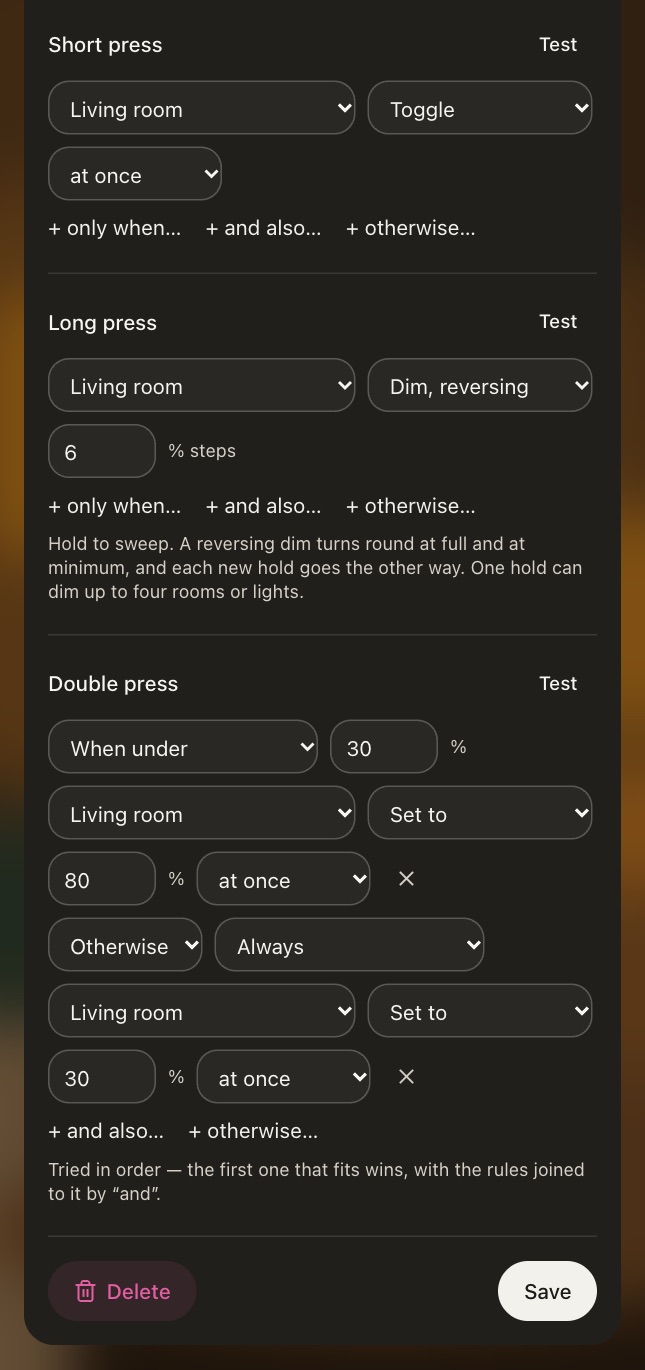 Short press Test
Living room Toggle
at once
+ only when... + and also... + otherwise...
Long press Test
Living room Dim, reversing
6 % steps
+ only when... + and also... + otherwise...
Hold to sweep. A reversing dim turns round at full and at
minimum, and each new hold goes the other way. One hold can
dim up to four rooms or lights.
Double press Test
When under 30 %
Living room Set to
80 % at once ×
Otherwise Always
Living room Set to
30 % at once ×
+ and also... + otherwise...
Tried in order — the first one that fits wins, with the rules joined
to it by “and”.
Delete Save